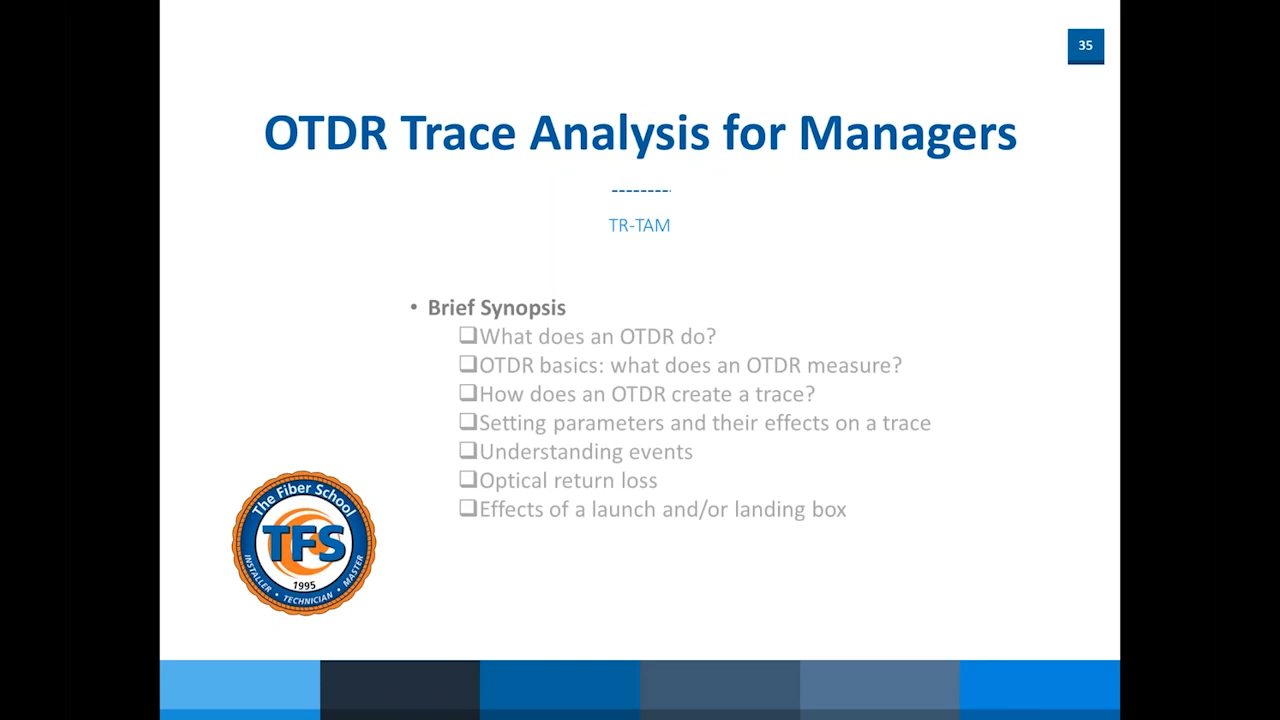 35
OTDR Trace Analysis for Managers
--------.
TR-TAM
• Brief Synopsis
❑What does an OTDR do?
❑OTDR basics: what does an OTDR measure?
❑How does an OTDR create a trace?
❑Setting parameters and their effects on a trace
❑Understanding events
❑Optical return loss
❑Effects of a launch and/or landing box
The Fiber School
TFS
1995
INSTALLER • TECHNICIAN • MASTER